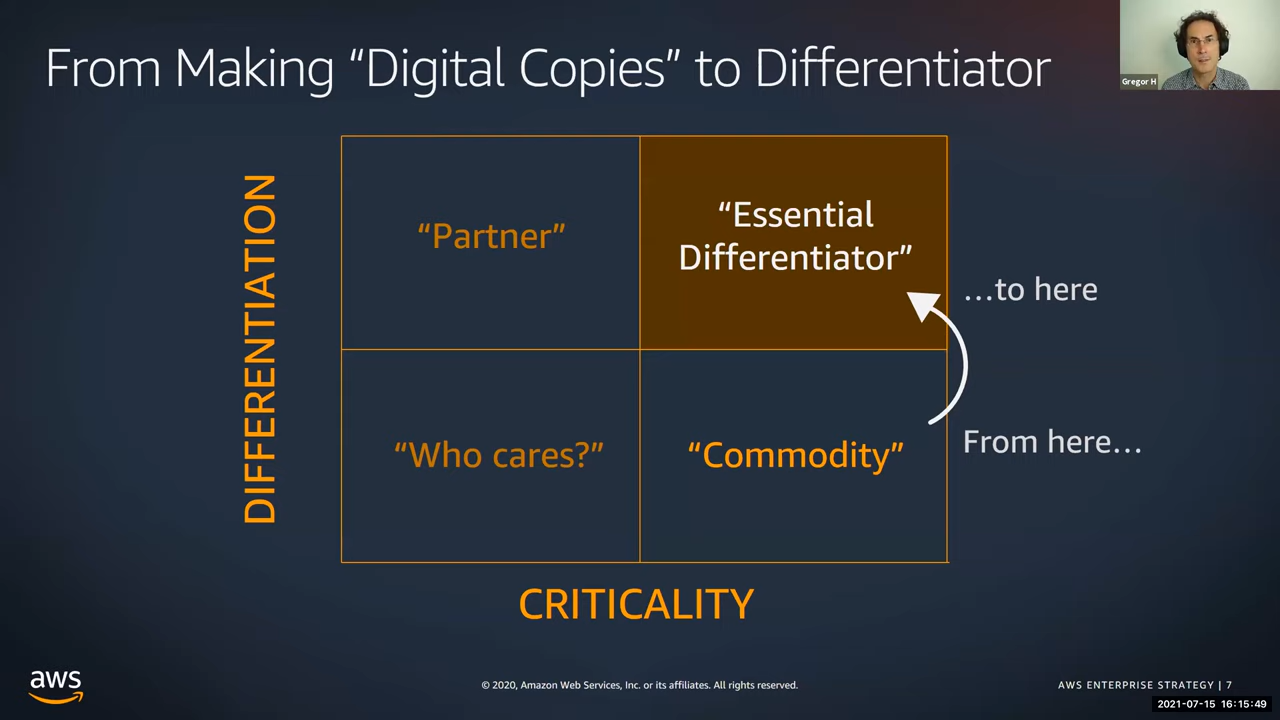 From Making “Digital Copies” to Differentiator
Gregor H
DIFFERENTIATION
“Partner”
“Essential
Differentiator”
…to here
“Who cares?”
“Commodity”
From here…
CRITICALITY
aws
© 2020, Amazon Web Services, Inc. or its affiliates. All rights reserved.
AWS ENTERPRISE STRATEGY | 7
2021-07-15 16:15:49